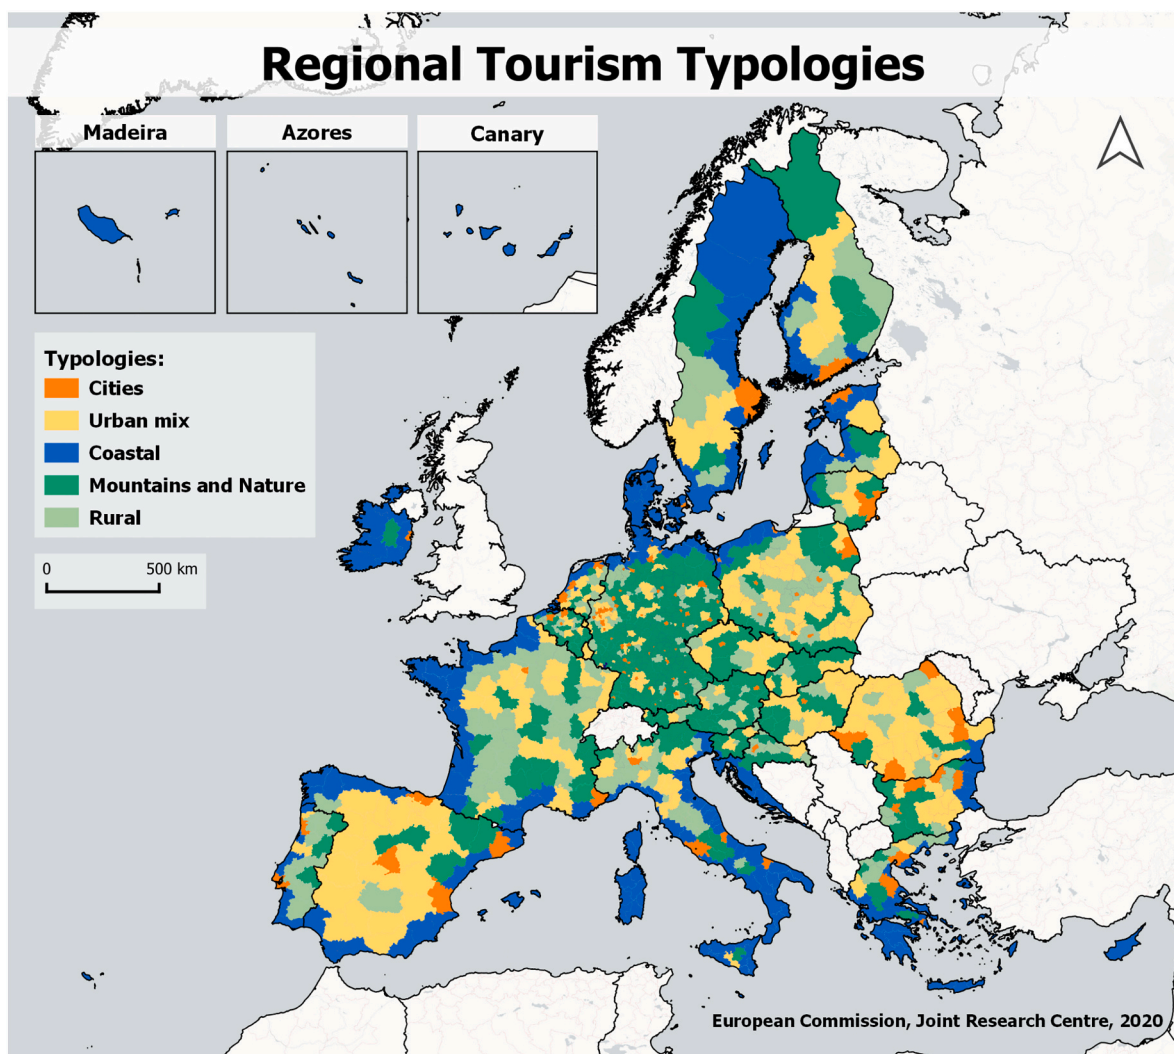 Regional Tourism Typologies
Madeira
Azores
Canary
Typologies:
Cities
Urban mix
Coastal
Mountains and Nature
Rural
0 500 km
European Commission, Joint Research Centre, 2020